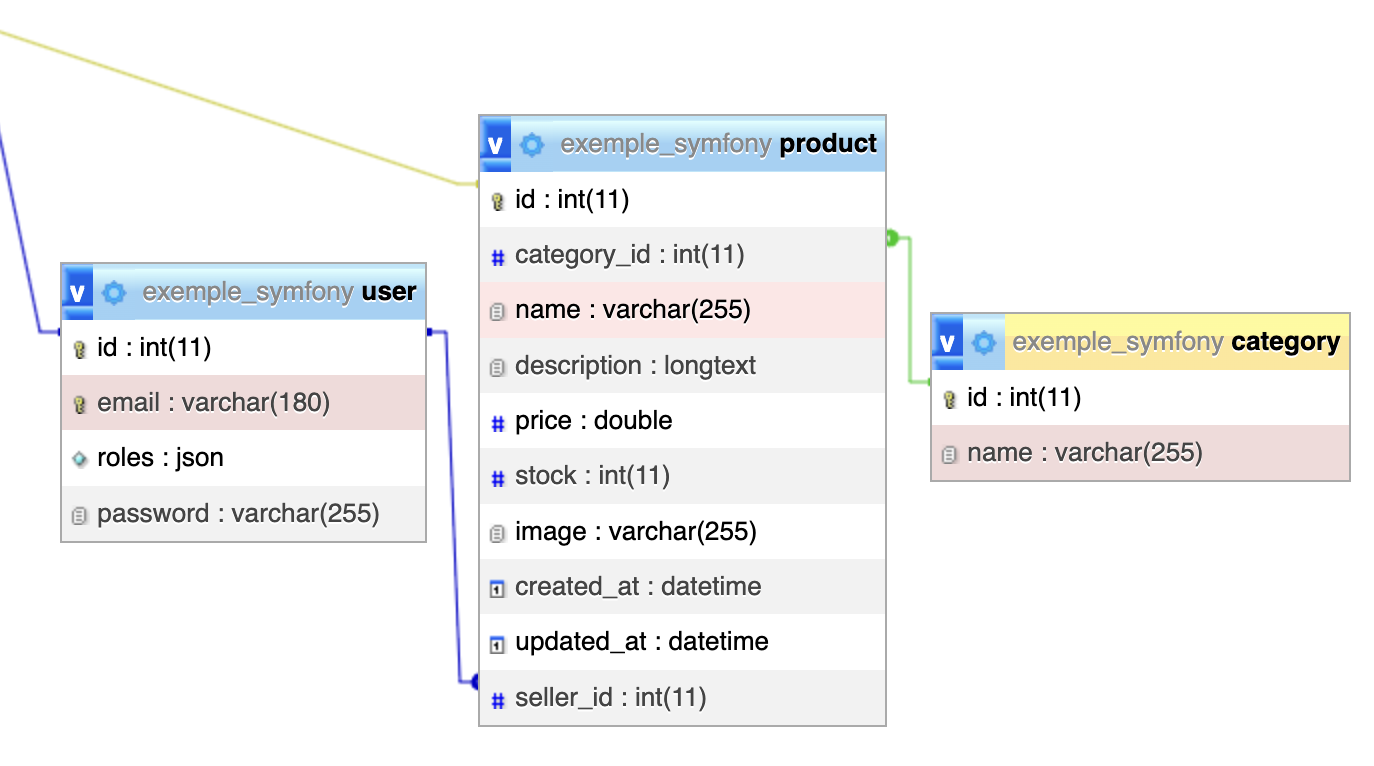 v exemple_symfony product
id : int(11)
category_id : int(11)
name : varchar(255)
description : longtext
price : double
stock : int(11)
image : varchar(255)
created_at : datetime
updated_at : datetime
seller_id : int(11)
v exemple_symfony user
id : int(11)
email : varchar(180)
roles : json
password : varchar(255)
v exemple_symfony category
id : int(11)
name : varchar(255)